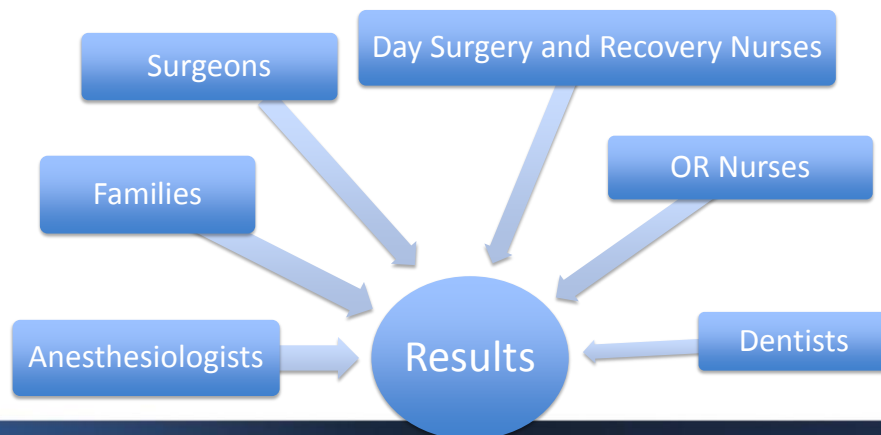 Surgeons
Day Surgery and Recovery Nurses
Families
OR Nurses
Anesthesiologists
Results
Dentists